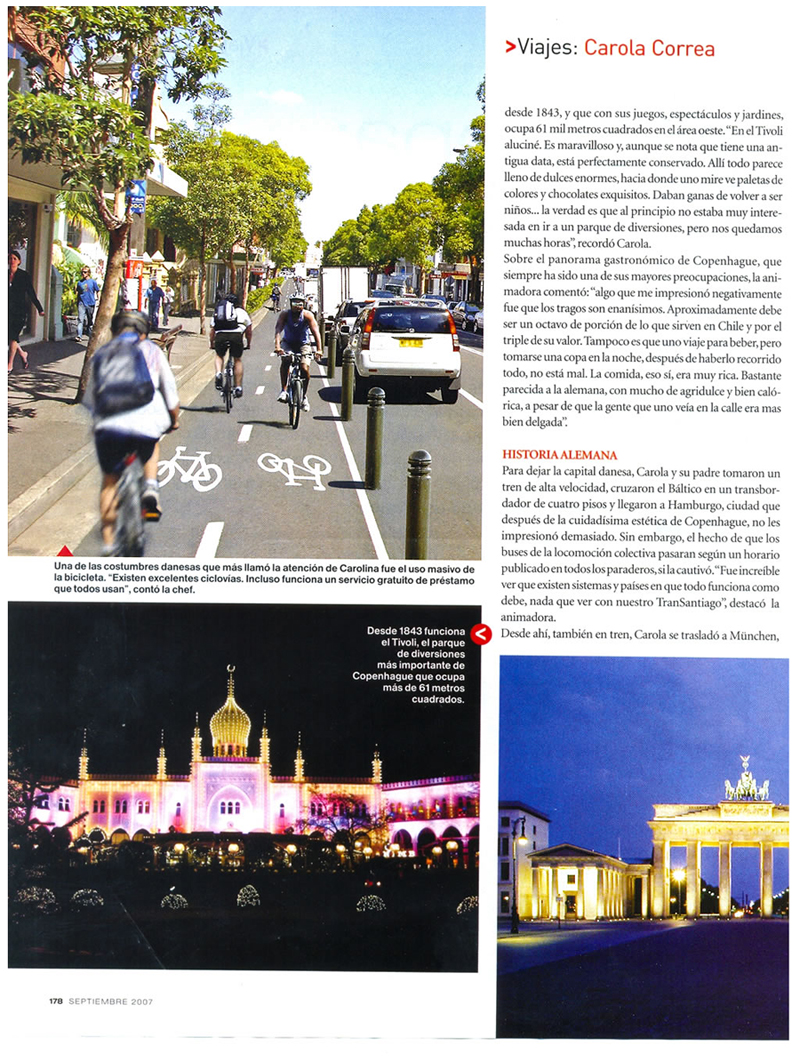 >Viajes: Carola Correa
desde 1843, y que con sus juegos, espectáculos y jardines,
ocupa 61 mil metros cuadrados en el área oeste. "En el Tivoli
aluciné. Es maravilloso y, aunque se nota que tiene una an-
tigua data, está perfectamente conservado. Allí todo parece
lleno de dulces enormes, hacia donde uno mire ve paletas de
colores y chocolates exquisitos. Daban ganas de volver a ser
niños... la verdad es que al principio no estaba muy intere-
sada en ir a un parque de diversiones, pero nos quedamos
muchas horas", recordó Carola.
Sobre el panorama gastronómico de Copenhague, que
siempre ha sido una de sus mayores preocupaciones, la ani-
madora comentó: "algo que me impresionó negativamente
fue que los tragos son enanísimos. Aproximadamente debe
ser un octavo de porción de lo que sirven en Chile y por el
triple de su valor. Tampoco es uno viaje para beber, pero
tomarse una copa en la noche, después de haberlo recorrido
todo, no está mal. La comida, eso sí, era muy rica. Bastante
parecida a la alemana, con mucho de agridulce y bien caló-
rica, a pesar de que la gente que uno veía en la calle era mas
bien delgada".
HISTORIA ALEMANA
Para dejar la capital danesa, Carola y su padre tomaron un
tren de alta velocidad, cruzaron el Báltico en un transbor-
dador de cuatro pisos y llegaron a Hamburgo, ciudad que
después de la cuidadísima estética de Copenhague, no les
impresionó demasiado. Sin embargo, el hecho de que los
buses de la locomoción colectiva pasaran según un horario
publicado en todos los paraderos, sí la cautivó. "Fue increíble
ver que existen sistemas y países en que todo funciona como
debe, nada que ver con nuestro TranSantiago", destacó la
animadora.
Desde ahí, también en tren, Carola se trasladó a München,
Una de las costumbres danesas que más llamó la atención de Carolina fue el uso masivo de
la bicicleta. "Existen excelentes ciclovías. Incluso funciona un servicio gratuito de préstamo
que todos usan", contó la chef.
Desde 1843 funciona
el Tivoli, el parque
de diversiones
más importante de
Copenhague que ocupa
más de 61 metros
cuadrados.
178 SEPTIEMBRE 2007